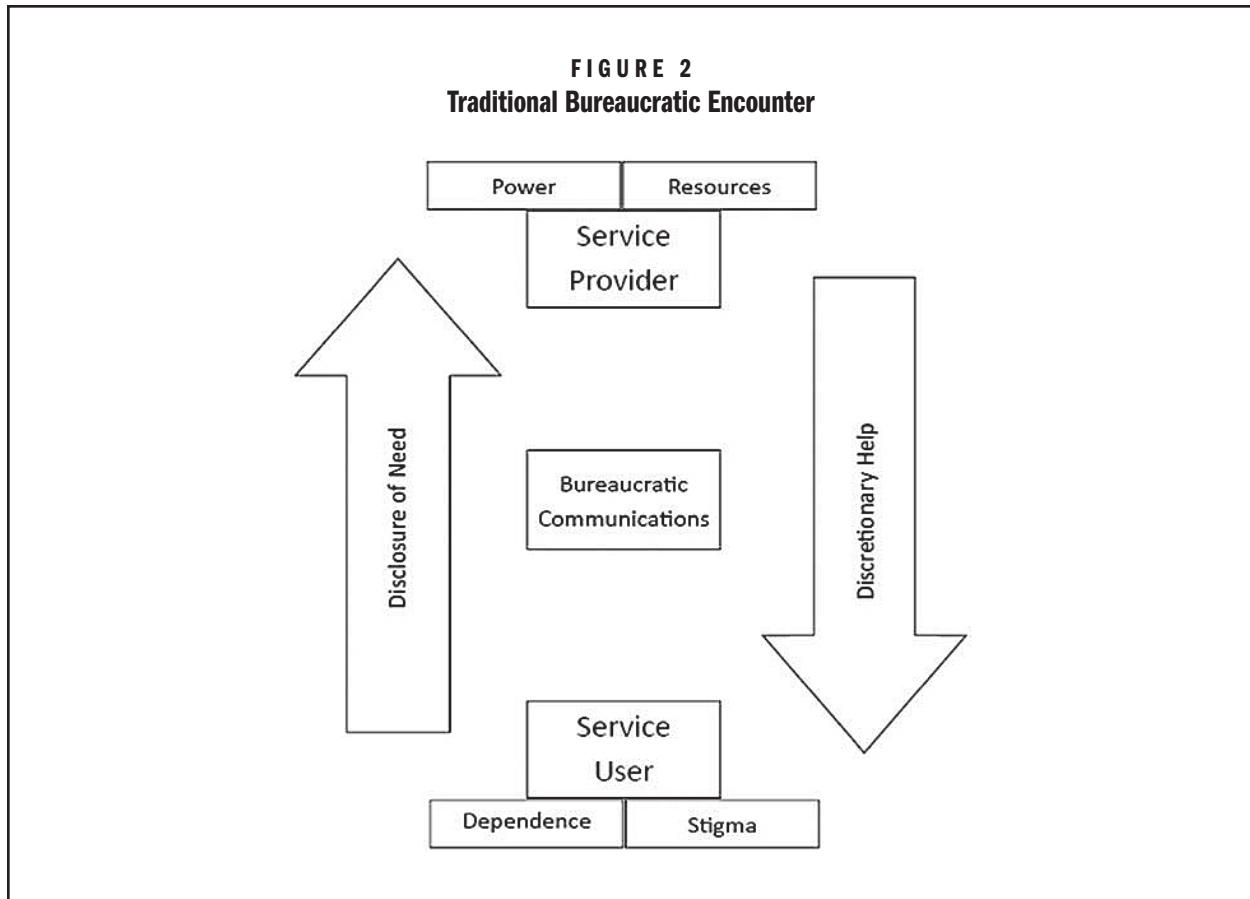 FIGURE 2
Traditional Bureaucratic Encounter
Power
Resources
Service
Provider
Disclosure of Need
Bureaucratic
Communications
Discretionary Help
Service
User
Dependence
Stigma